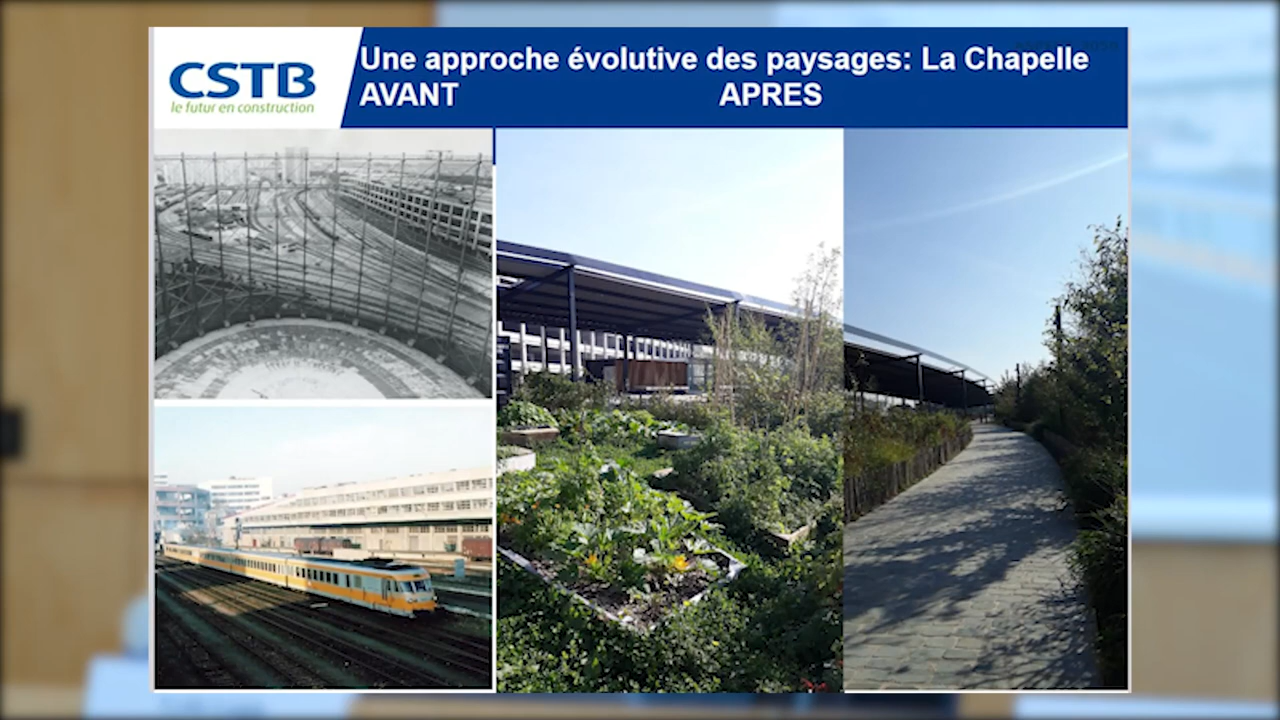 CSTB
le futur en construction
Une approche évolutive des paysages: La Chapelle
AVANT APRES